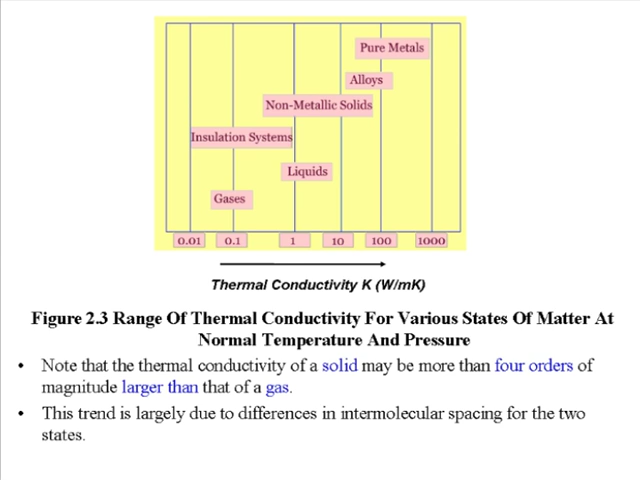 Pure Metals
Alloys
Non-Metallic Solids
Insulation Systems
Liquids
Gases
0.01 0.1 1 10 100 1000
Thermal Conductivity K (W/mK)
Figure 2.3 Range Of Thermal Conductivity For Various States Of Matter At
Normal Temperature And Pressure
• Note that the thermal conductivity of a solid may be more than four orders of
magnitude larger than that of a gas.
• This trend is largely due to differences in intermolecular spacing for the two
states.